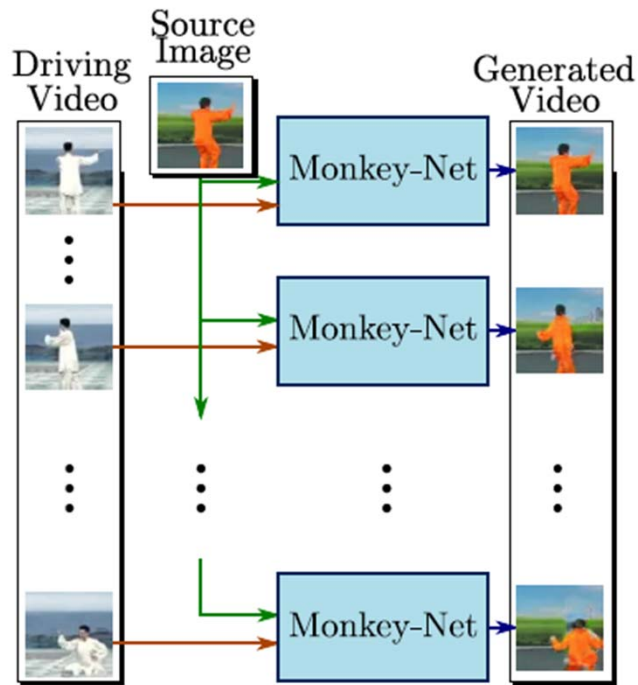 Source
Image
Driving
Video
Generated
Video
Monkey-Net
Monkey-Net
Monkey-Net